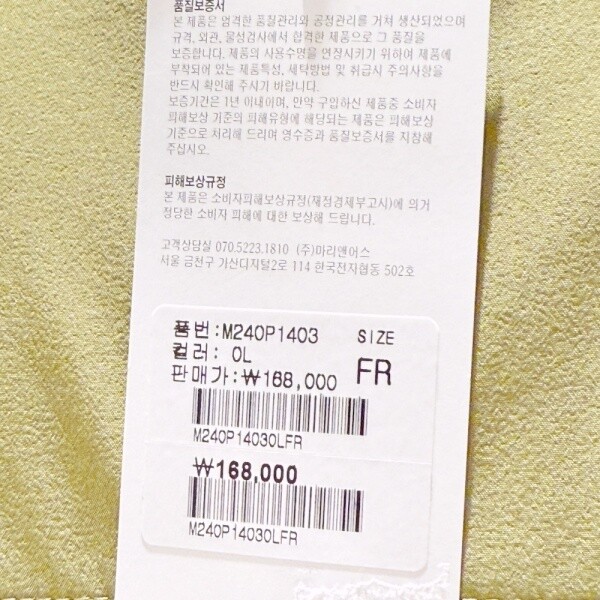 품질보증서
본 제품은 엄격한 품질관리와 공정관리를 거쳐 생산되었으며
규격, 외관, 물성검사에서 합격한 제품으로 그 품질을
보증합니다. 제품의 사용수명을 연장시키기 위하여 제품에
부착되어 있는 제품특성, 세탁방법 및 취급시 주의사항을
반드시 확인해 주시기 바랍니다.
보증기간은 1년 이내이며, 만약 구입하신 제품중 소비자
피해보상 기준의 피해유형에 해당되는 제품은 피해보상
기준으로 처리해 드리며 영수증과 품질보증서를 지참해
주십시오.
피해보상규정
본 제품은 소비자피해보상규정(재정경제부고시)에 의거
정당한 소비자 피해에 대한 보상해 드립니다.
고객상담실 070.5223.1810 (주)마리앤어스
서울 금천구 가산디지털2로 114 한국전자협동 502호
품번:M240P1403 SIZE
컬러: OL
판매가:₩168,000 FR
M240P1403OLFR
₩168,000
M240P1403OLFR